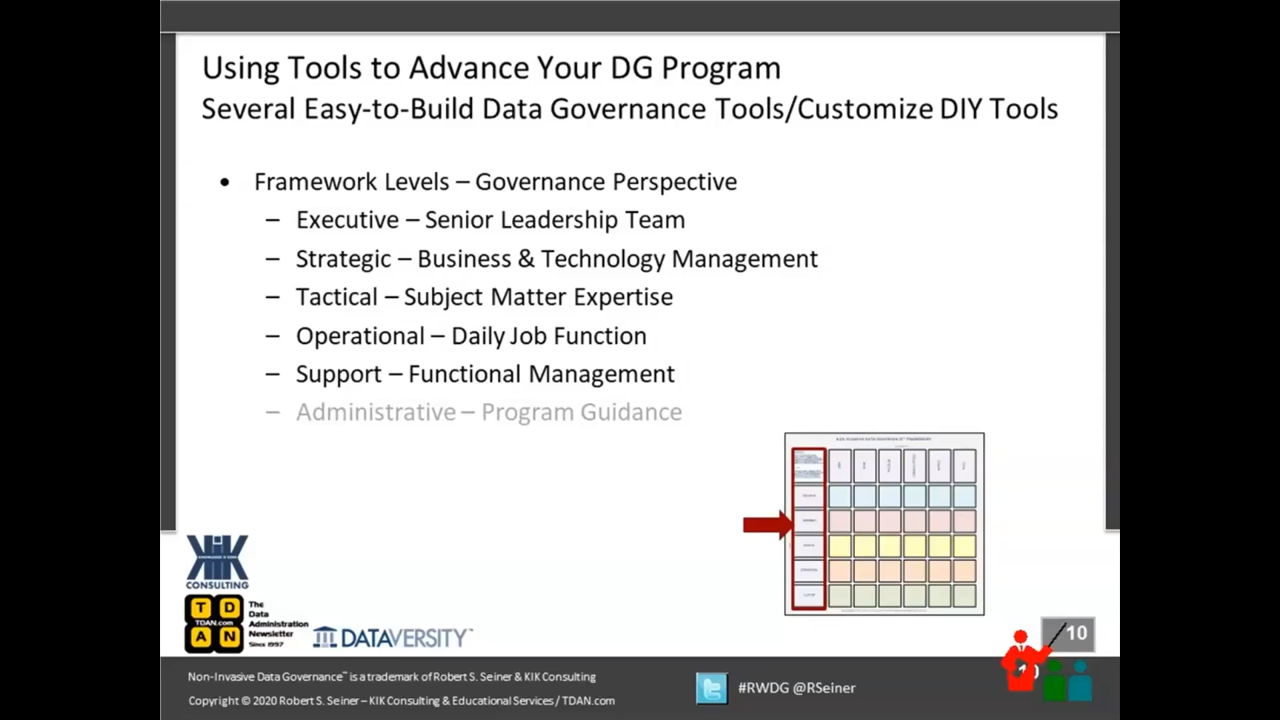 Using Tools to Advance Your DG Program
Several Easy-to-Build Data Governance Tools/Customize DIY Tools
• Framework Levels – Governance Perspective
– Executive – Senior Leadership Team
– Strategic – Business & Technology Management
– Tactical – Subject Matter Expertise
– Operational – Daily Job Function
– Support – Functional Management
– Administrative – Program Guidance
KIK
CONSULTING
T D
TDAN.com
A N
The
Data
Administration
Newsletter
Since 1997
DATAVERSITY
10
Non-Invasive Data Governance™ is a trademark of Robert S. Seiner & KIK Consulting
Copyright © 2020 Robert S. Seiner – KIK Consulting & Educational Services / TDAN.com
#RWDG @RSeiner